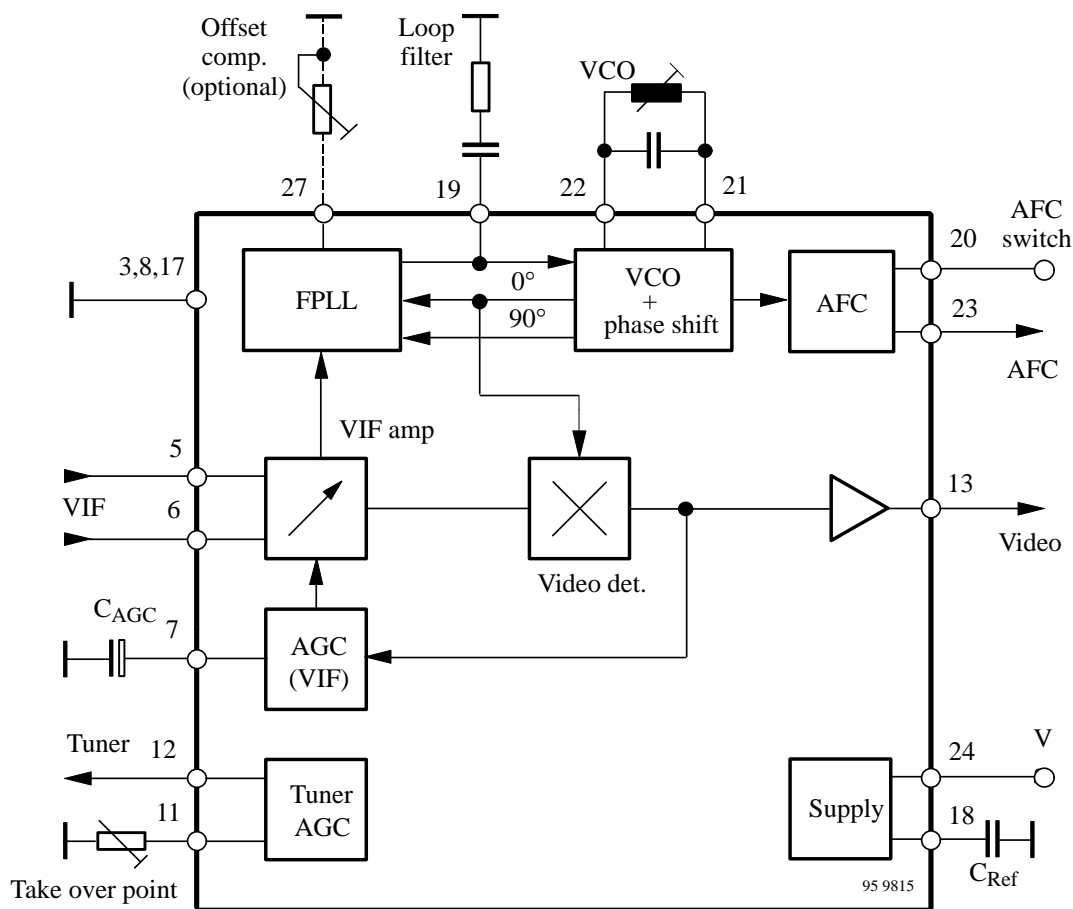 Offset
comp.
(optional)
Loop
filter
VCO
27
19
22
21
3,8,17
FPLL
0°
90°
VCO
+
phase shift
AFC
20
AFC
switch
23
AFC
VIF amp
5
VIF
6
13
Video
Video det.
C_AGC
7
AGC
(VIF)
Tuner
12
11
Tuner
AGC
Take over point
Supply
24
V
18
C_Ref
95 9815